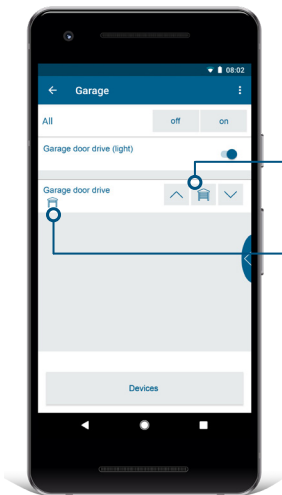 08:02
Garage
All off on
Garage door drive (light)
Garage door drive
Devices